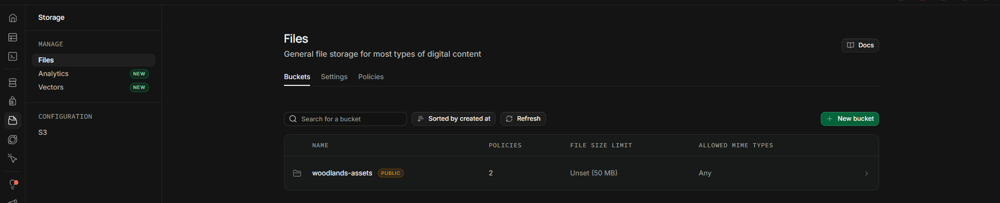 Storage
MANAGE
Files
Analytics NEW
Vectors NEW
CONFIGURATION
S3
Files
General file storage for most types of digital content
Docs
Buckets Settings Policies
Search for a bucket Sorted by created at Refresh New bucket
NAME POLICIES FILE SIZE LIMIT ALLOWED MIME TYPES
woodlands-assets PUBLIC 2 Unset (50 MB) Any